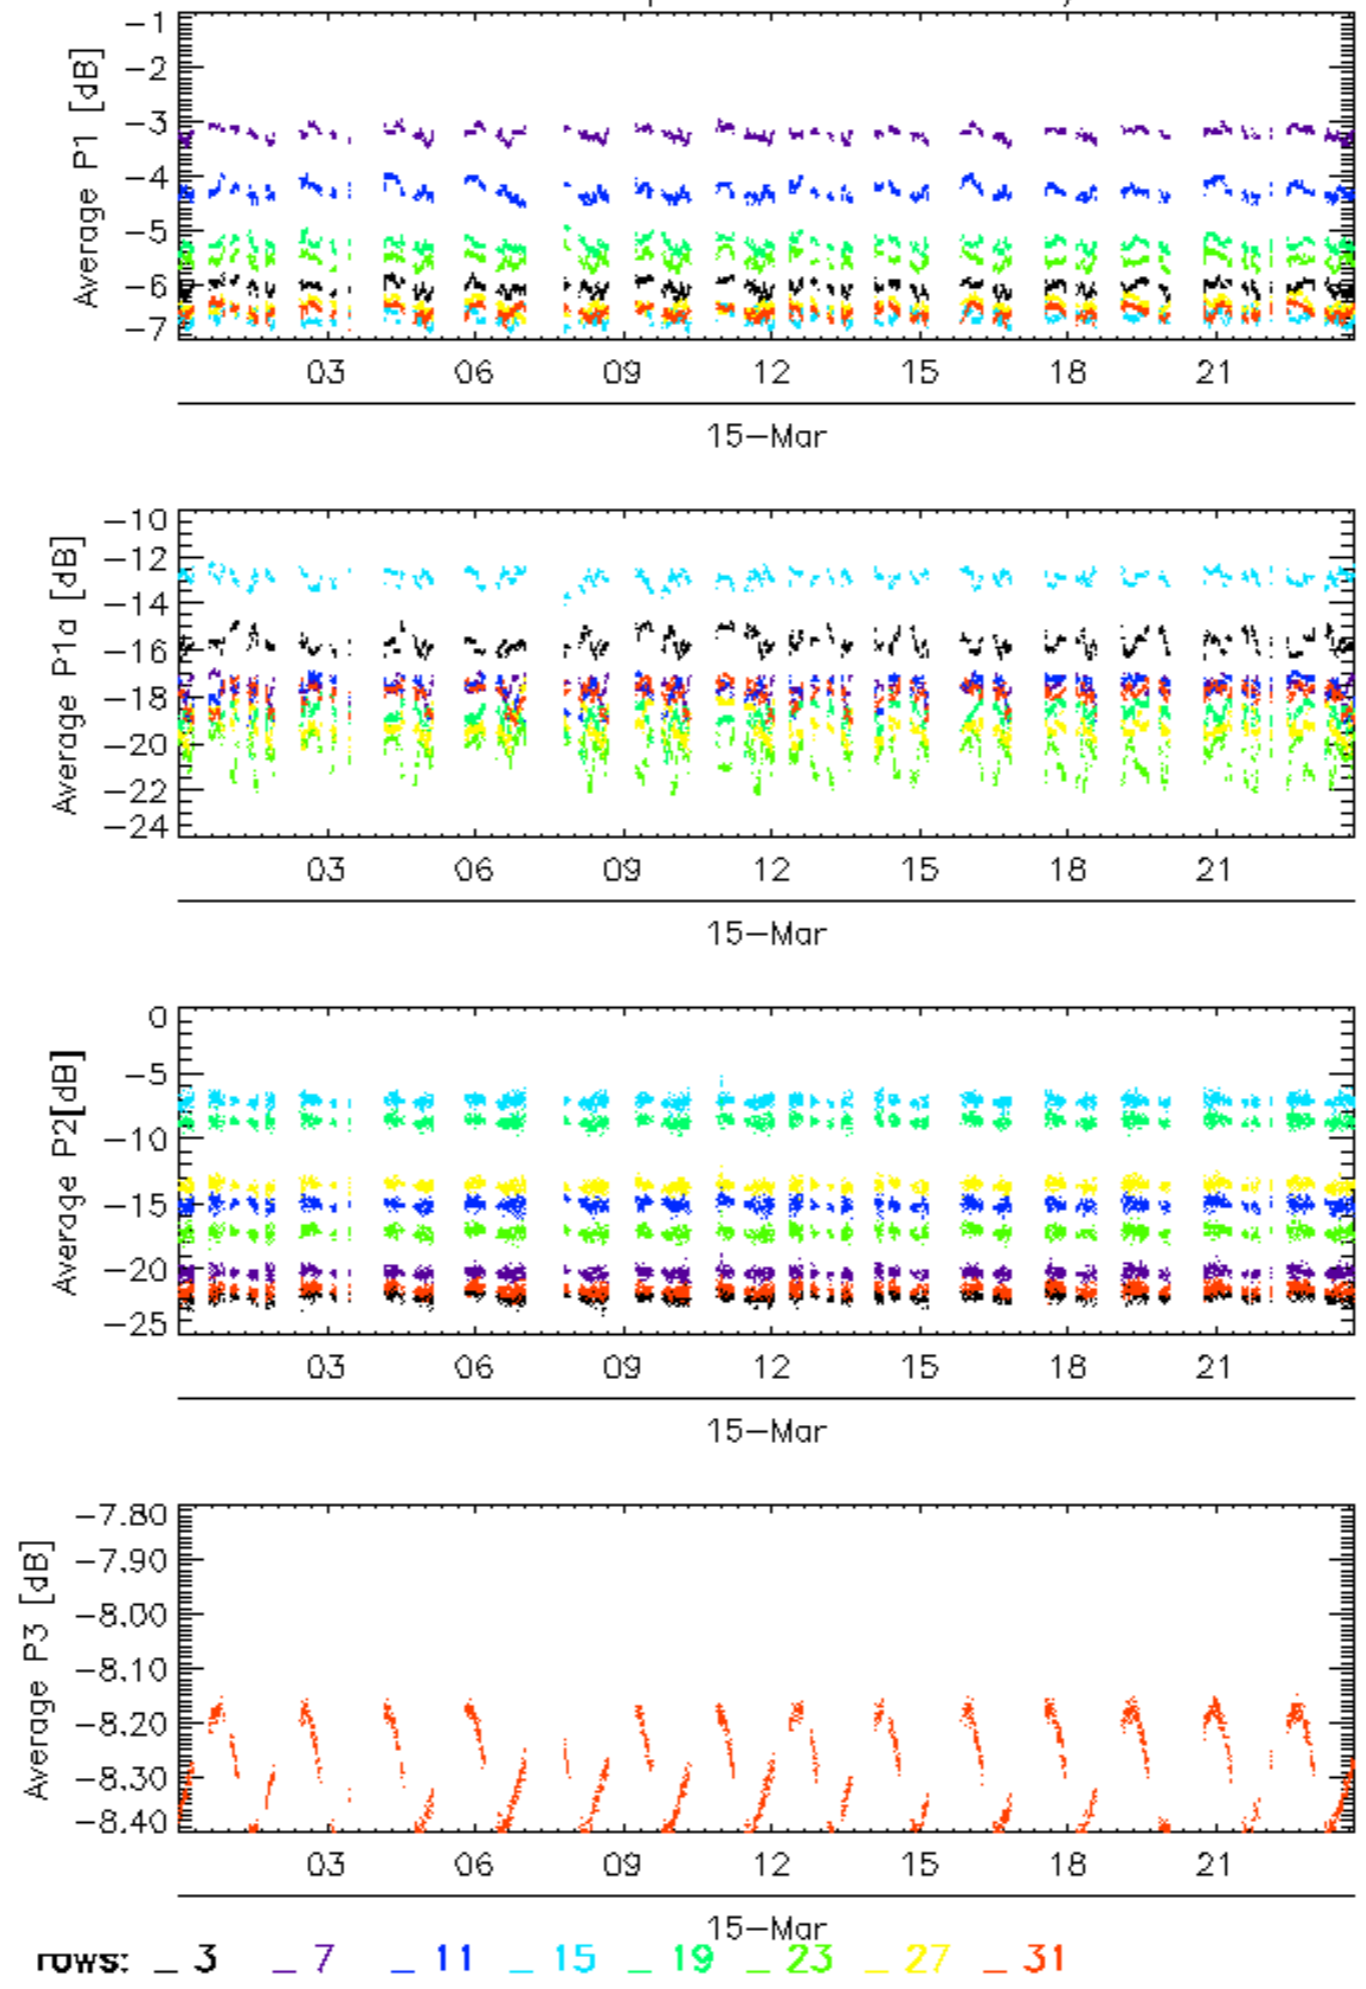 Average P1 [dB]
-1
-2
-3
-4
-5
-6
-7
03 06 09 12 15 18 21
15-Mar
Average P1a [dB]
-10
-12
-14
-16
-18
-20
-22
-24
03 06 09 12 15 18 21
15-Mar
Average P2[dB]
0
-5
-10
-15
-20
-25
03 06 09 12 15 18 21
15-Mar
Average P3 [dB]
-7.80
-7.90
-8.00
-8.10
-8.20
-8.30
-8.40
03 06 09 12 15 18 21
15-Mar
rows: _ 3 _ 7 _ 11 _ 15 _ 19 _ 23 _ 27 _ 31